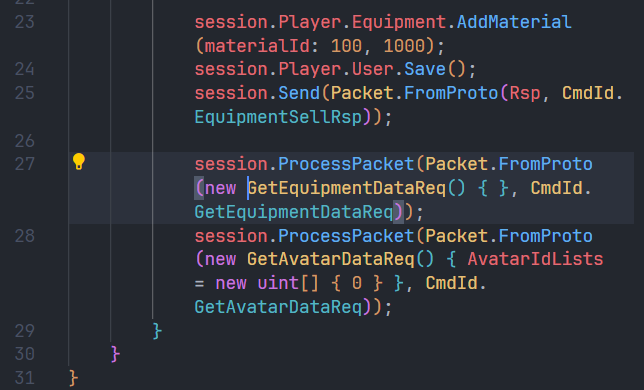 22
23 session.Player.Equipment.AddMaterial
(materialId: 100, 1000);
24 session.Player.User.Save();
25 session.Send(Packet.FromProto(Rsp, CmdId.
EquipmentSellRsp));
26
27 session.ProcessPacket(Packet.FromProto
(new GetEquipmentDataReq() { }, CmdId.
GetEquipmentDataReq));
28 session.ProcessPacket(Packet.FromProto
(new GetAvatarDataReq() { AvatarIdLists
= new uint[] { 0 } }, CmdId.
GetAvatarDataReq));
29 }
30 }
31 }